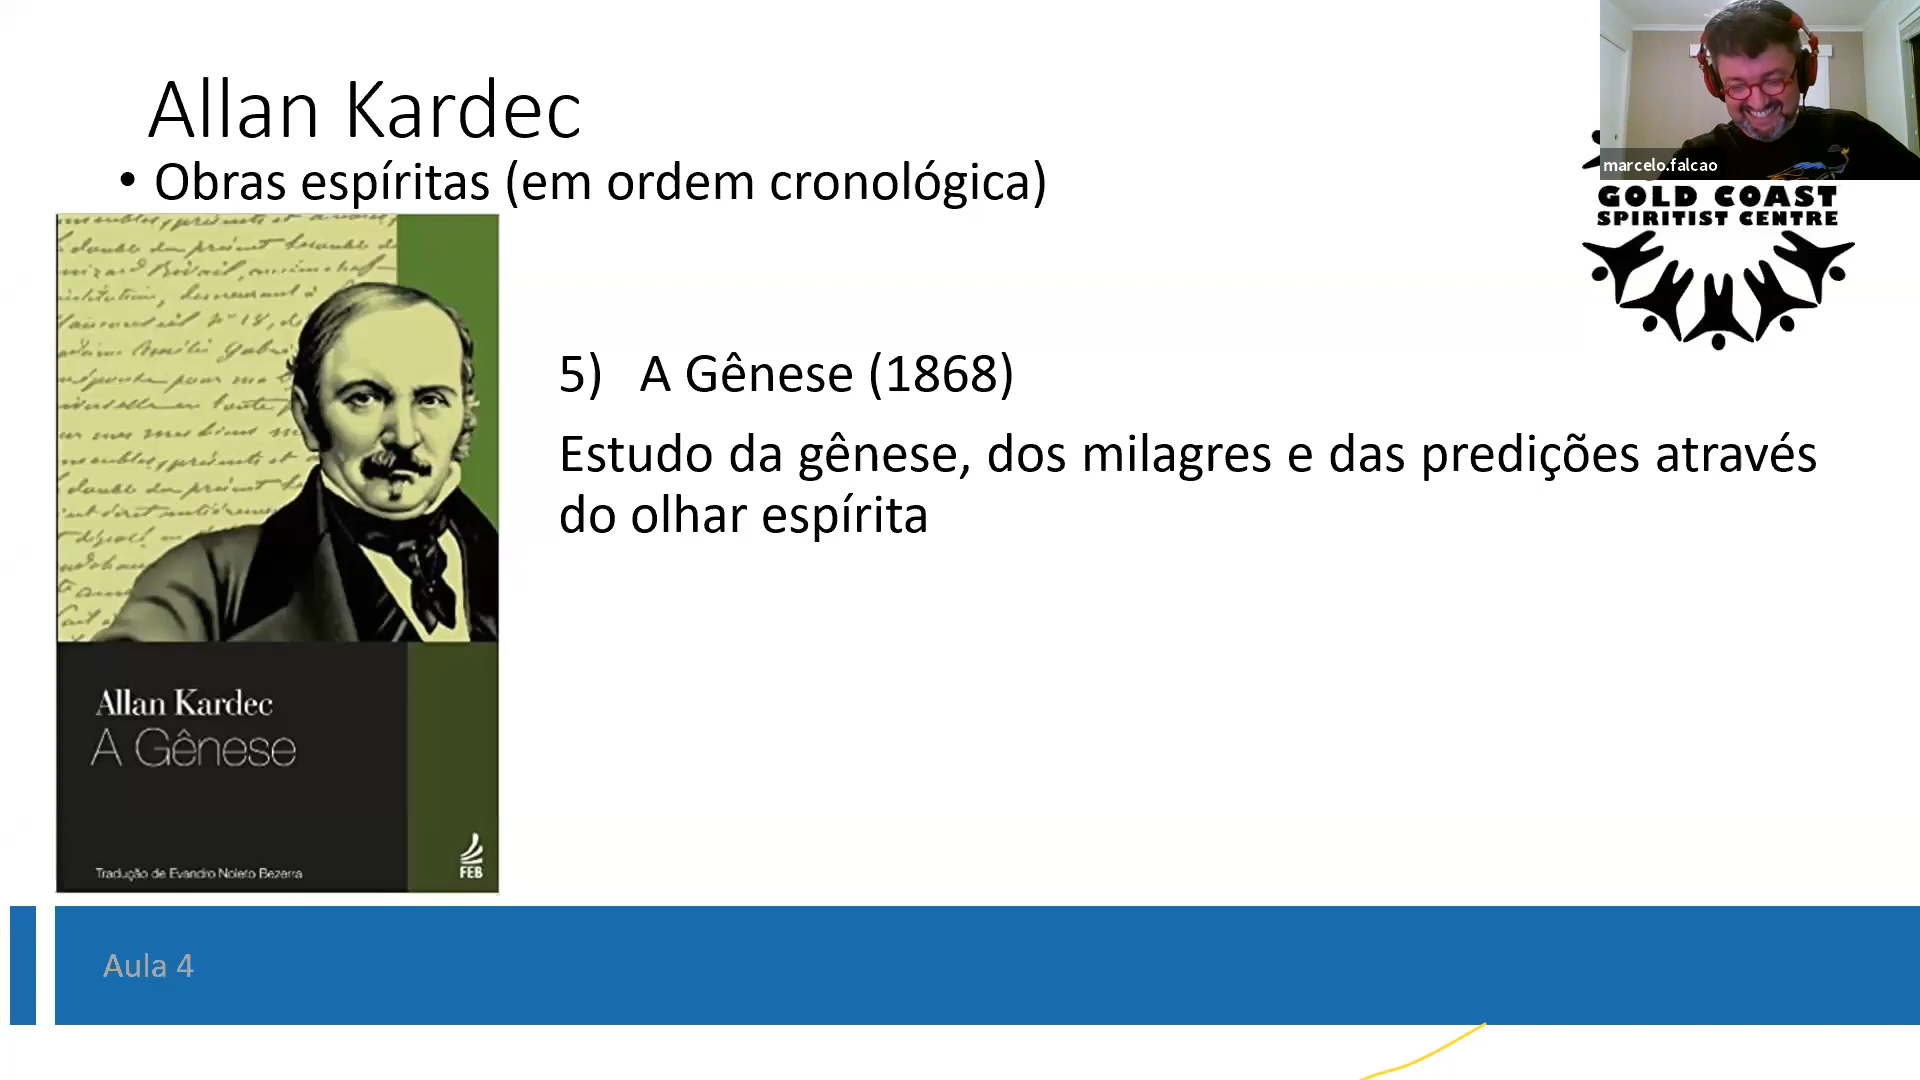 Allan Kardec
• Obras espíritas (em ordem cronológica)
marcelo.falcao
GOLD COAST
SPIRITIST CENTRE
5) A Gênese (1868)
Estudo da gênese, dos milagres e das predições através
do olhar espírita
Allan Kardec
A Gênese
FEB
Tradução de Evandro Noleto Bezerra
Aula 4